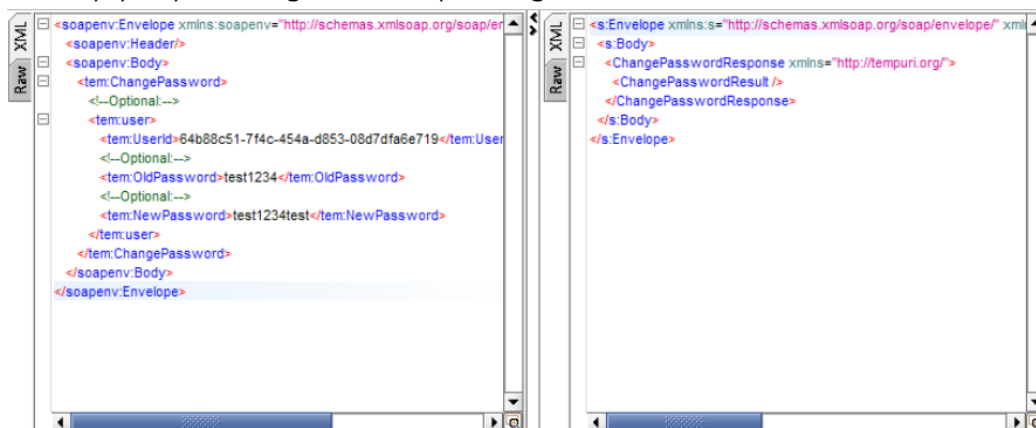 XML
Raw
<soapenv:Envelope xmlns:soapenv="http://schemas.xmlsoap.org/soap/er
<soapenv:Header/>
<soapenv:Body>
<tem:ChangePassword>
<!--Optional:-->
<tem:user>
<tem:UserId>64b88c51-7f4c-454a-d853-08d7dfa6e719</tem:User
<!--Optional:-->
<tem:OldPassword>test1234</tem:OldPassword>
<!--Optional:-->
<tem:NewPassword>test1234test</tem:NewPassword>
</tem:user>
</tem:ChangePassword>
</soapenv:Body>
</soapenv:Envelope>
XML
Raw
<s:Envelope xmlns:s="http://schemas.xmlsoap.org/soap/envelope/" xml
<s:Body>
<ChangePasswordResponse xmlns="http://tempuri.org/">
<ChangePasswordResult />
</ChangePasswordResponse>
</s:Body>
</s:Envelope>